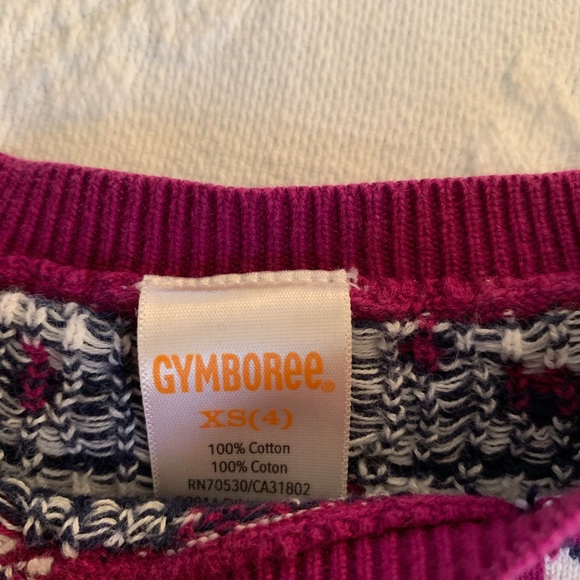 GYMBOREE
XS(4)
100% Cotton
100% Coton
RN70530/CA31802